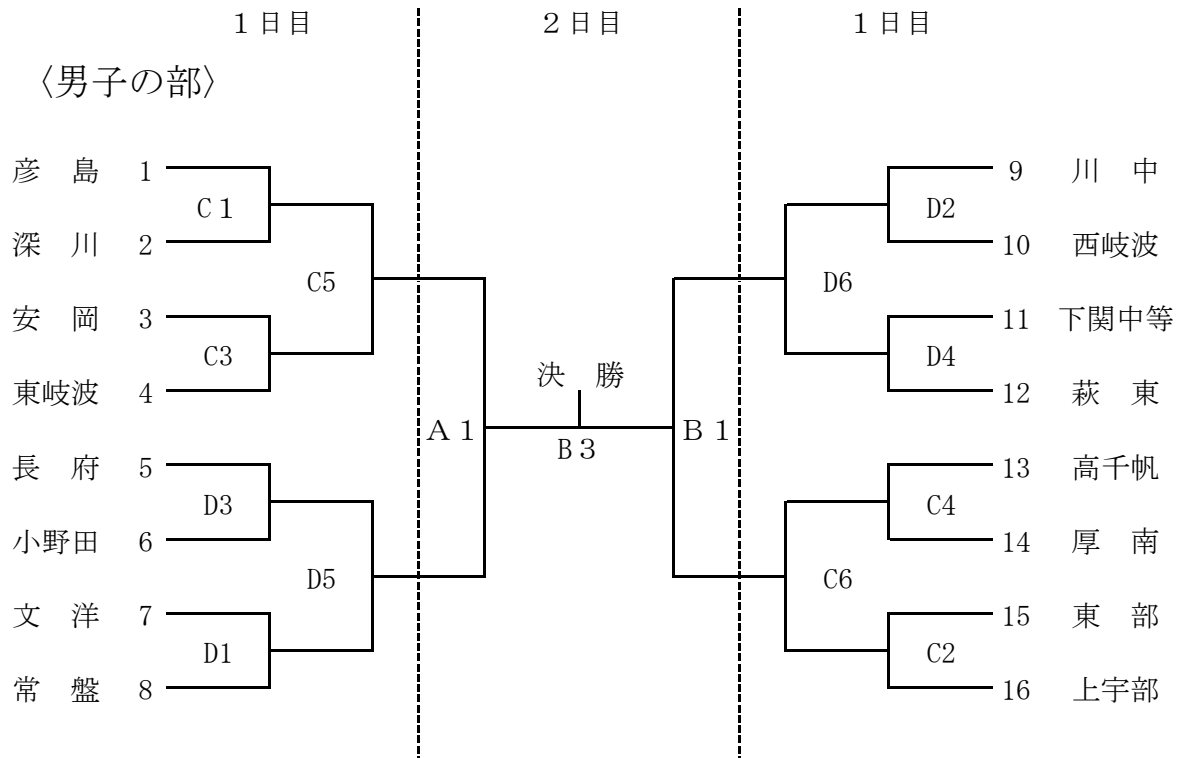 １日目　２日目　１日目
〈男子の部〉
彦島 1　9 川中
C１　D2
深川 2　10 西岐波
C5　D6
安岡 3　11 下関中等
C3　D4
東岐波 4　12 萩東
決勝
A１　B１
B３
長府 5　13 高千帆
D3　C4
小野田 6　14 厚南
D5　C6
文洋 7　15 東部
D1　C2
常盤 8　16 上宇部